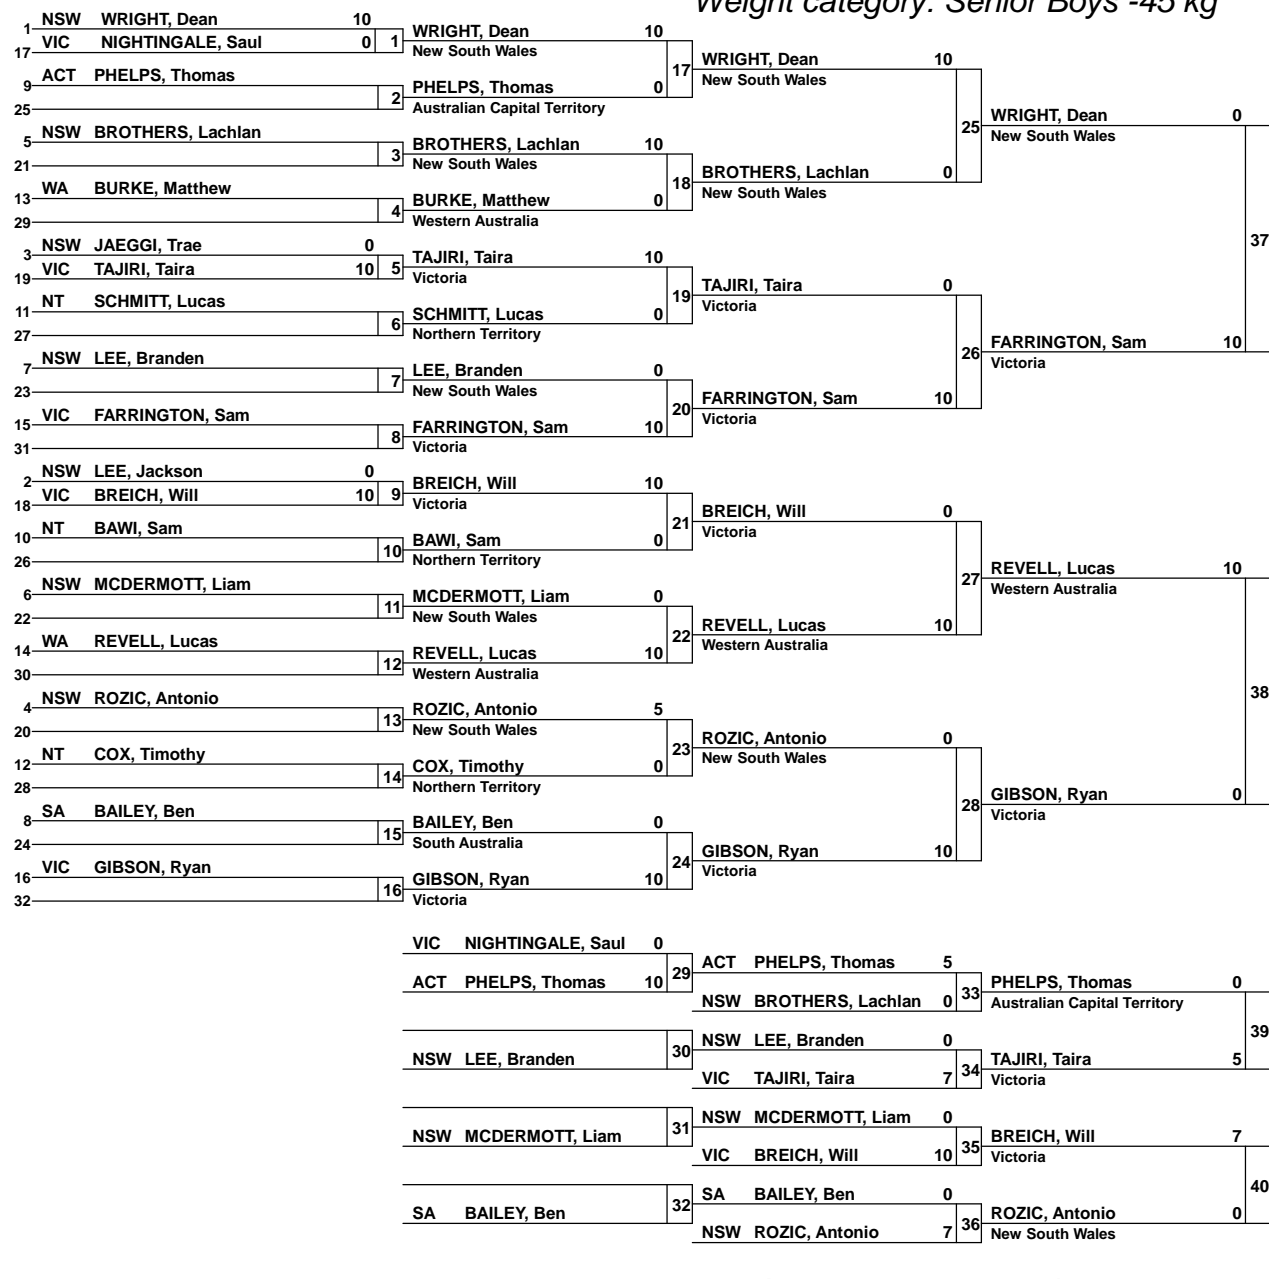 Weight category: Senior Boys -45 kg
1 NSW WRIGHT, Dean 10
17 VIC NIGHTINGALE, Saul 0 1
9 ACT PHELPS, Thomas
25 2
5 NSW BROTHERS, Lachlan
21 3
13 WA BURKE, Matthew
29 4
3 NSW JAEGGI, Trae 0
19 VIC TAJIRI, Taira 10 5
11 NT SCHMITT, Lucas
27 6
7 NSW LEE, Branden
23 7
15 VIC FARRINGTON, Sam
31 8
2 NSW LEE, Jackson 0
18 VIC BREICH, Will 10 9
10 NT BAWI, Sam
26 10
6 NSW MCDERMOTT, Liam
22 11
14 WA REVELL, Lucas
30 12
4 NSW ROZIC, Antonio
20 13
12 NT COX, Timothy
28 14
8 SA BAILEY, Ben
24 15
16 VIC GIBSON, Ryan
32 16
WRIGHT, Dean 10
New South Wales
17
PHELPS, Thomas 0
Australian Capital Territory
BROTHERS, Lachlan 10
New South Wales
18
BURKE, Matthew 0
Western Australia
TAJIRI, Taira 10
Victoria
19
SCHMITT, Lucas 0
Northern Territory
LEE, Branden 0
New South Wales
20
FARRINGTON, Sam 10
Victoria
BREICH, Will 10
Victoria
21
BAWI, Sam 0
Northern Territory
MCDERMOTT, Liam 0
New South Wales
22
REVELL, Lucas 10
Western Australia
ROZIC, Antonio 5
New South Wales
23
COX, Timothy 0
Northern Territory
BAILEY, Ben 0
South Australia
24
GIBSON, Ryan 10
Victoria
WRIGHT, Dean 10
New South Wales
25
BROTHERS, Lachlan 0
New South Wales
TAJIRI, Taira 0
Victoria
26
FARRINGTON, Sam 10
Victoria
BREICH, Will 0
Victoria
27
REVELL, Lucas 10
Western Australia
ROZIC, Antonio 0
New South Wales
28
GIBSON, Ryan 10
Victoria
WRIGHT, Dean 0
New South Wales
37
FARRINGTON, Sam 10
Victoria
REVELL, Lucas 10
Western Australia
38
GIBSON, Ryan 0
Victoria
VIC NIGHTINGALE, Saul 0
29
ACT PHELPS, Thomas 10
30
NSW LEE, Branden
31
NSW MCDERMOTT, Liam
32
SA BAILEY, Ben
ACT PHELPS, Thomas 5
33
NSW BROTHERS, Lachlan 0
NSW LEE, Branden 0
34
VIC TAJIRI, Taira 7
NSW MCDERMOTT, Liam 0
35
VIC BREICH, Will 10
SA BAILEY, Ben 0
36
NSW ROZIC, Antonio 7
PHELPS, Thomas 0
Australian Capital Territory
39
TAJIRI, Taira 5
Victoria
BREICH, Will 7
Victoria
40
ROZIC, Antonio 0
New South Wales